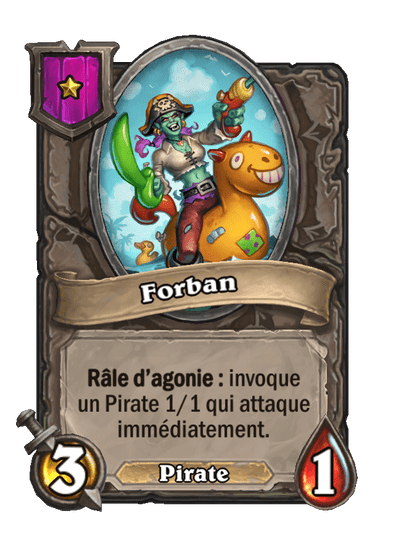 Forban
Râle d'agonie : invoque
un Pirate 1/1 qui attaque
immédiatement.
3
Pirate
1